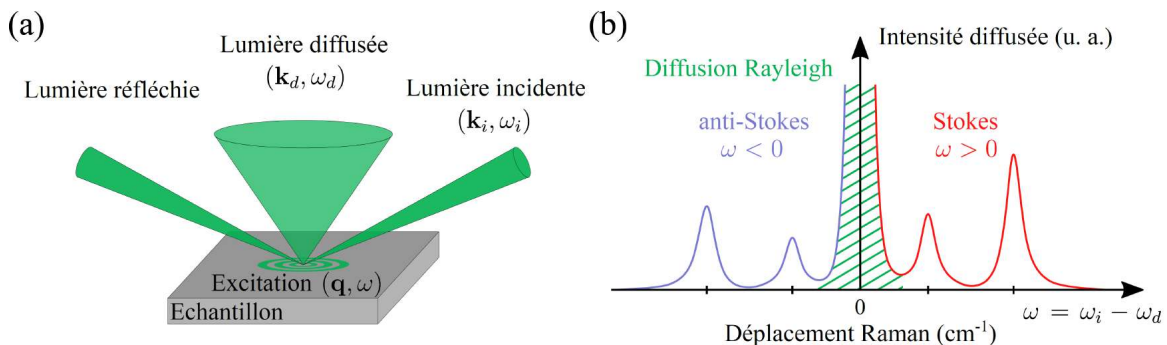 (a)
Lumière diffusée
(𝐤_d, ω_d)
Lumière réfléchie
Lumière incidente
(𝐤_i, ω_i)
Excitation (𝐪, ω)
Echantillon
(b)
Intensité diffusée (u. a.)
Diffusion Rayleigh
anti-Stokes
ω < 0
Stokes
ω > 0
0
ω = ω_i − ω_d
Déplacement Raman (cm⁻¹)